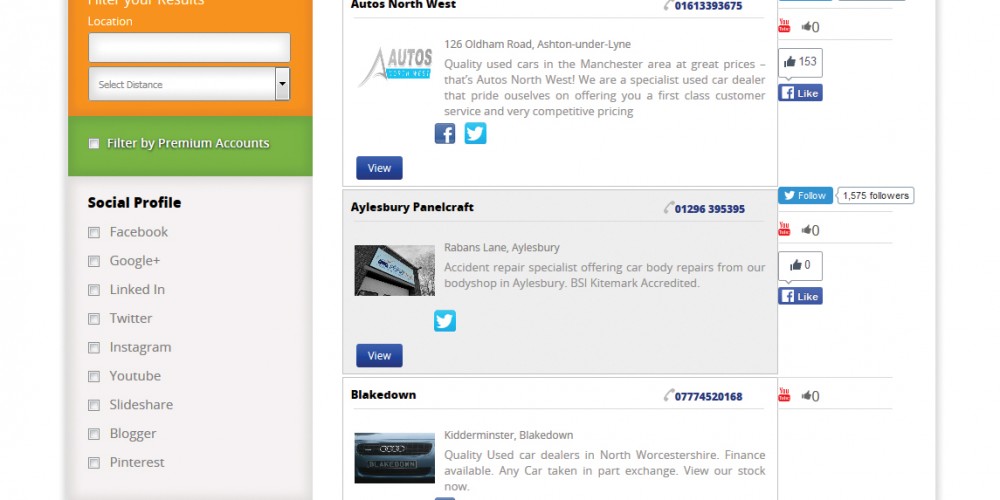 Filter your Results
Location
Select Distance
Filter by Premium Accounts
Social Profile
Facebook
Google+
Linked In
Twitter
Instagram
Youtube
Slideshare
Blogger
Pinterest
Autos North West
01613393675
AUTOS
NORTH WEST
126 Oldham Road, Ashton-under-Lyne
Quality used cars in the Manchester area at great prices –
that’s Autos North West! We are a specialist used car dealer
that pride ourselves on offering you a first class customer
service and very competitive pricing
View
You Tube
0
153
Like
Aylesbury Panelcraft
01296 395395
Rabans Lane, Aylesbury
Accident repair specialist offering car body repairs from our
bodyshop in Aylesbury. BSI Kitemark Accredited.
View
Follow
1,575 followers
You Tube
0
0
Like
Blakedown
07774520168
BLAKEDOWN
Kidderminster, Blakedown
Quality Used car dealers in North Worcestershire. Finance
available. Any Car taken in part exchange. View our stock
now.
You Tube
0